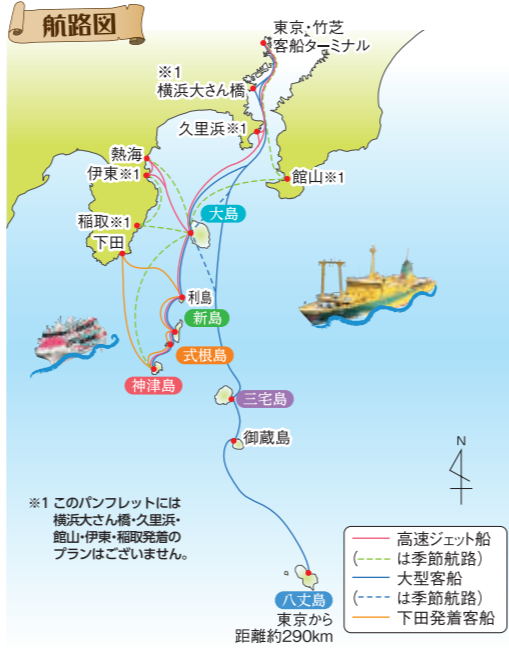 航路図
東京・竹芝
客船ターミナル
※1
横浜大さん橋
久里浜※1
熱海
伊東※1
館山※1
稲取※1
大島
下田
利島
新島
式根島
神津島
三宅島
御蔵島
N
※1 このパンフレットには
横浜大さん橋・久里浜・
館山・伊東・稲取発着の
プランはございません。
高速ジェット船
(---は季節航路)
大型客船
(---は季節航路)
下田発着客船
八丈島
東京から
距離約290km